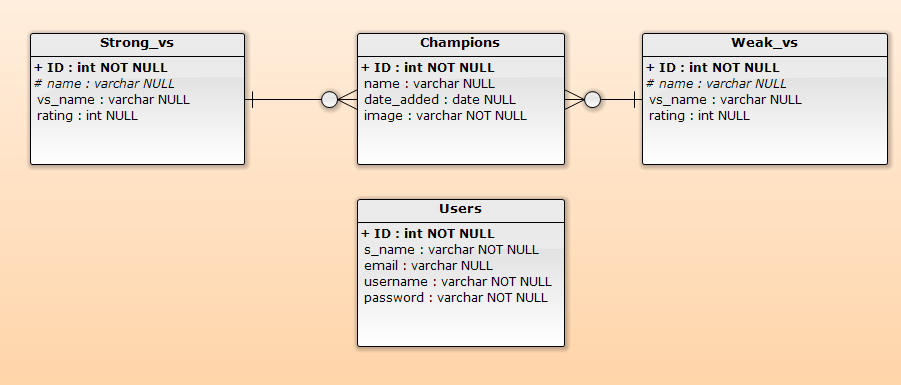 Strong_vs
+ ID : int NOT NULL
# name : varchar NULL
vs_name : varchar NULL
rating : int NULL
Champions
+ ID : int NOT NULL
name : varchar NULL
date_added : date NULL
image : varchar NOT NULL
Weak_vs
+ ID : int NOT NULL
# name : varchar NULL
vs_name : varchar NULL
rating : int NULL
Users
+ ID : int NOT NULL
s_name : varchar NOT NULL
email : varchar NULL
username : varchar NOT NULL
password : varchar NOT NULL